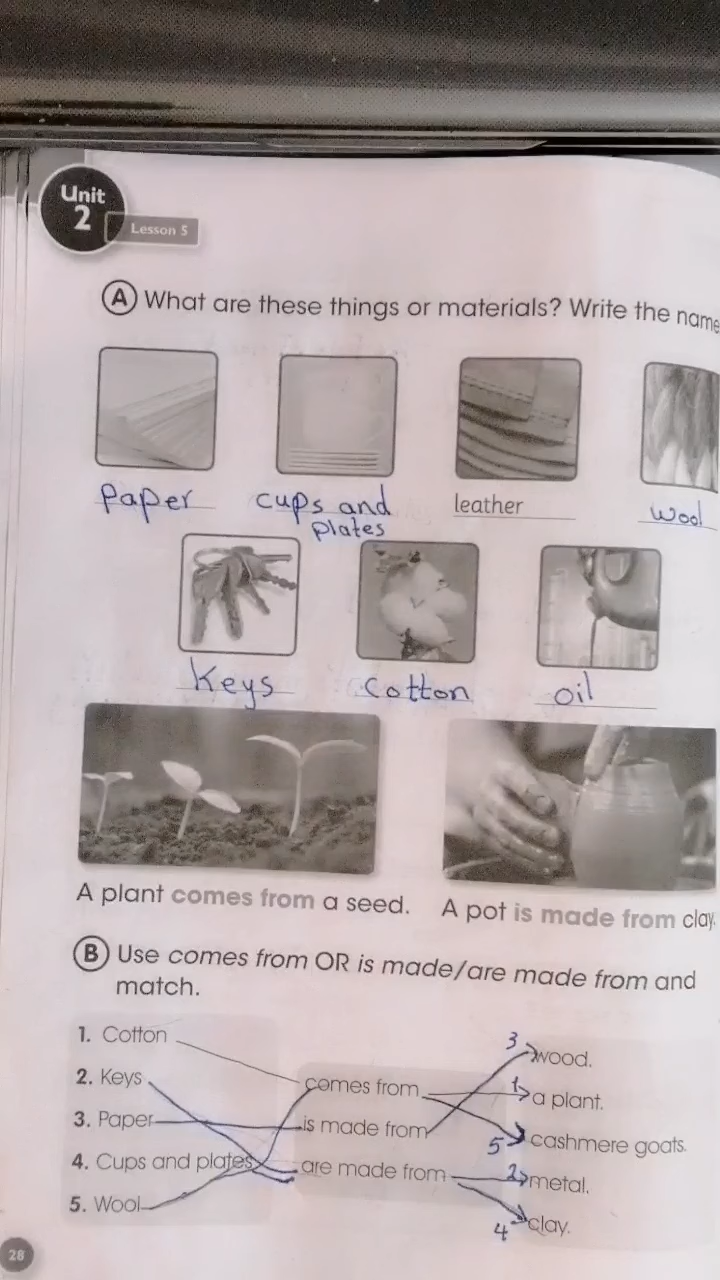 Unit
2
Lesson 5
A What are these things or materials? Write the name
Paper
cups and
plates
leather
wool
Keys
Cotton
oil
A plant comes from a seed.
A pot is made from clay.
B Use comes from OR is made/are made from and
match.
1. Cotton
2. Keys
3. Paper
4. Cups and plates
5. Wool
comes from
is made from
are made from
3 wood.
1 a plant.
5 cashmere goats.
2 metal.
4 clay.
28